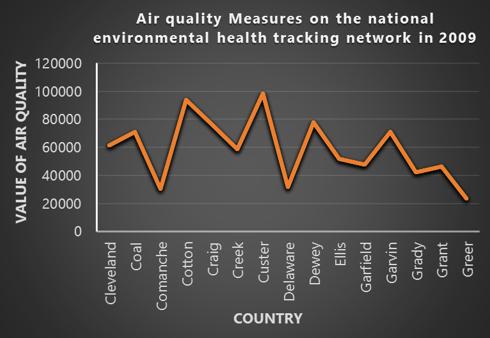 Air quality Measures on the national
environmental health tracking network in 2009
VALUE OF AIR QUALITY
120000
100000
80000
60000
40000
20000
0
Cleveland
Coal
Comanche
Cotton
Craig
Creek
Custer
Delaware
Dewey
Ellis
Garfield
Garvin
Grady
Grant
Greer
COUNTRY